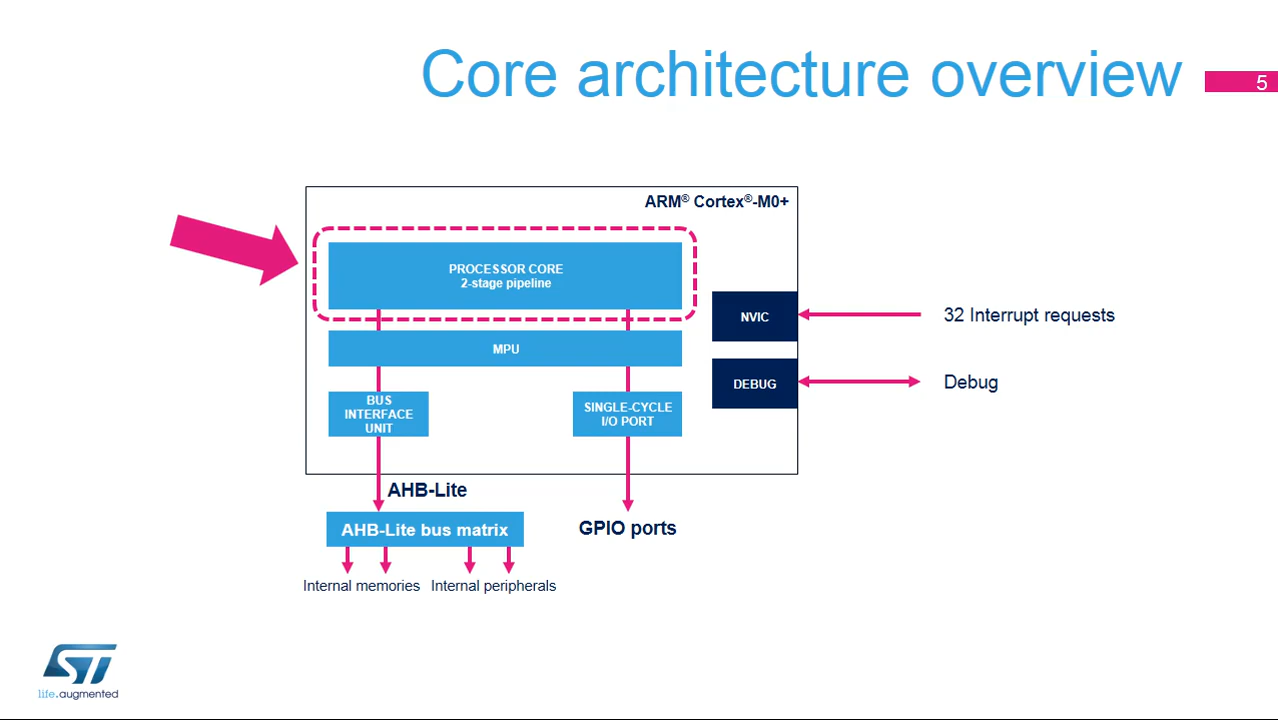 Core architecture overview
5
ARM® Cortex®-M0+
PROCESSOR CORE
2-stage pipeline
NVIC
32 Interrupt requests
MPU
DEBUG
Debug
BUS
INTERFACE
UNIT
SINGLE-CYCLE
I/O PORT
AHB-Lite
AHB-Lite bus matrix
GPIO ports
Internal memories
Internal peripherals
ST
life.augmented